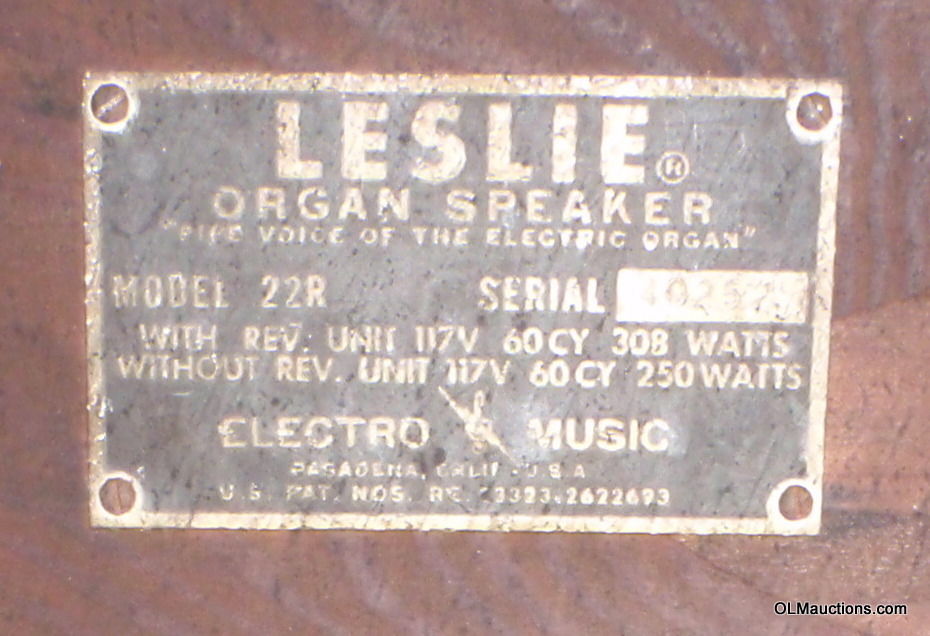 LESLIE®
ORGAN SPEAKER
"PIPE VOICE OF THE ELECTRIC ORGAN"
MODEL 22R SERIAL
WITH REV. UNIT 117V 60CY 308 WATTS
WITHOUT REV. UNIT 117V 60CY 250 WATTS
ELECTRO MUSIC
PASADENA, CALIF. U.S.A
U.S. PAT. NOS. RE. 23323-2622693
OLMauctions.com